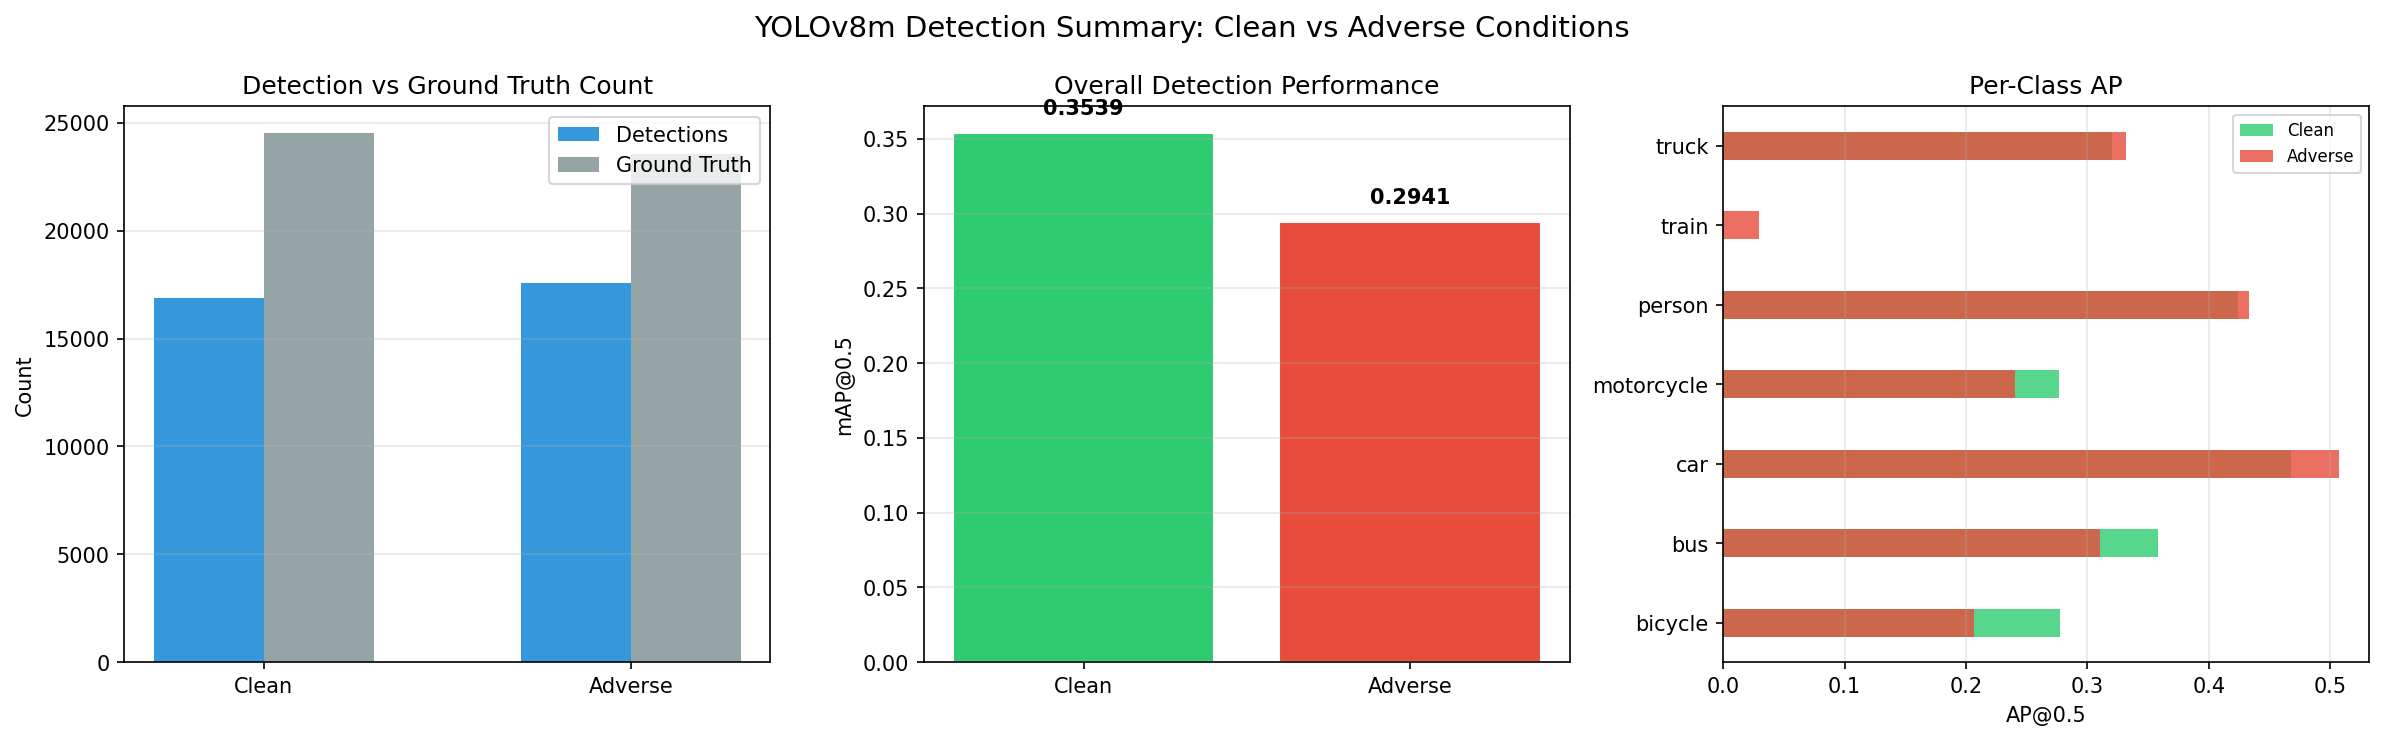 YOLOv8m Detection Summary: Clean vs Adverse Conditions
Detection vs Ground Truth Count
Count
25000
20000
15000
10000
5000
0
Clean
Adverse
Detections
Ground Truth
Overall Detection Performance
mAP@0.5
0.35
0.30
0.25
0.20
0.15
0.10
0.05
0.00
0.3539
0.2941
Clean
Adverse
Per-Class AP
truck
train
person
motorcycle
car
bus
bicycle
Clean
Adverse
0.0 0.1 0.2 0.3 0.4 0.5
AP@0.5